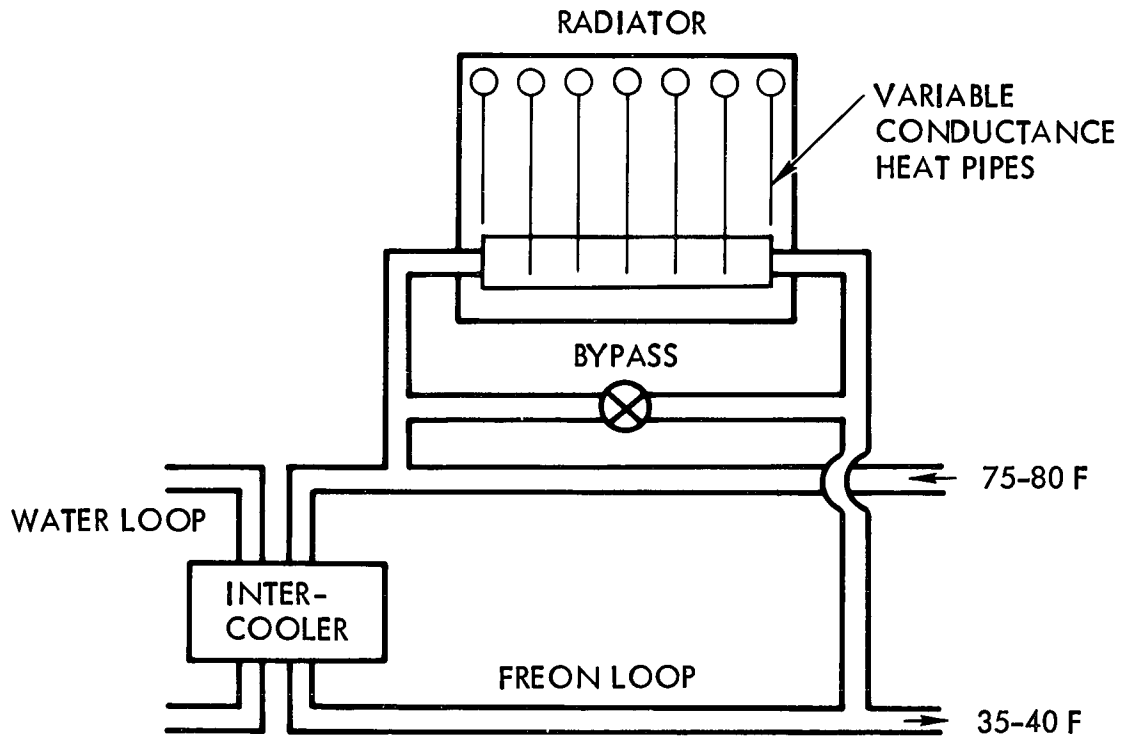 RADIATOR
VARIABLE
CONDUCTANCE
HEAT PIPES
BYPASS
75-80 F
WATER LOOP
INTER-
COOLER
FREON LOOP
35-40 F